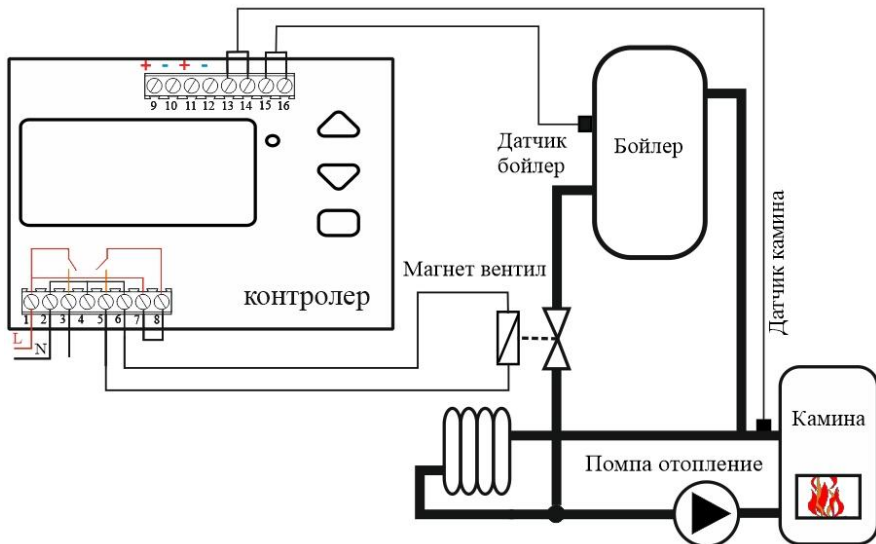 + - + -
9 10 11 12 13 14 15 16
Датчик
бойлер
Бойлер
Датчик камина
Магнет вентил
контролер
1 2 3 4 5 6 7 8
L
N
Камина
Помпа отопление